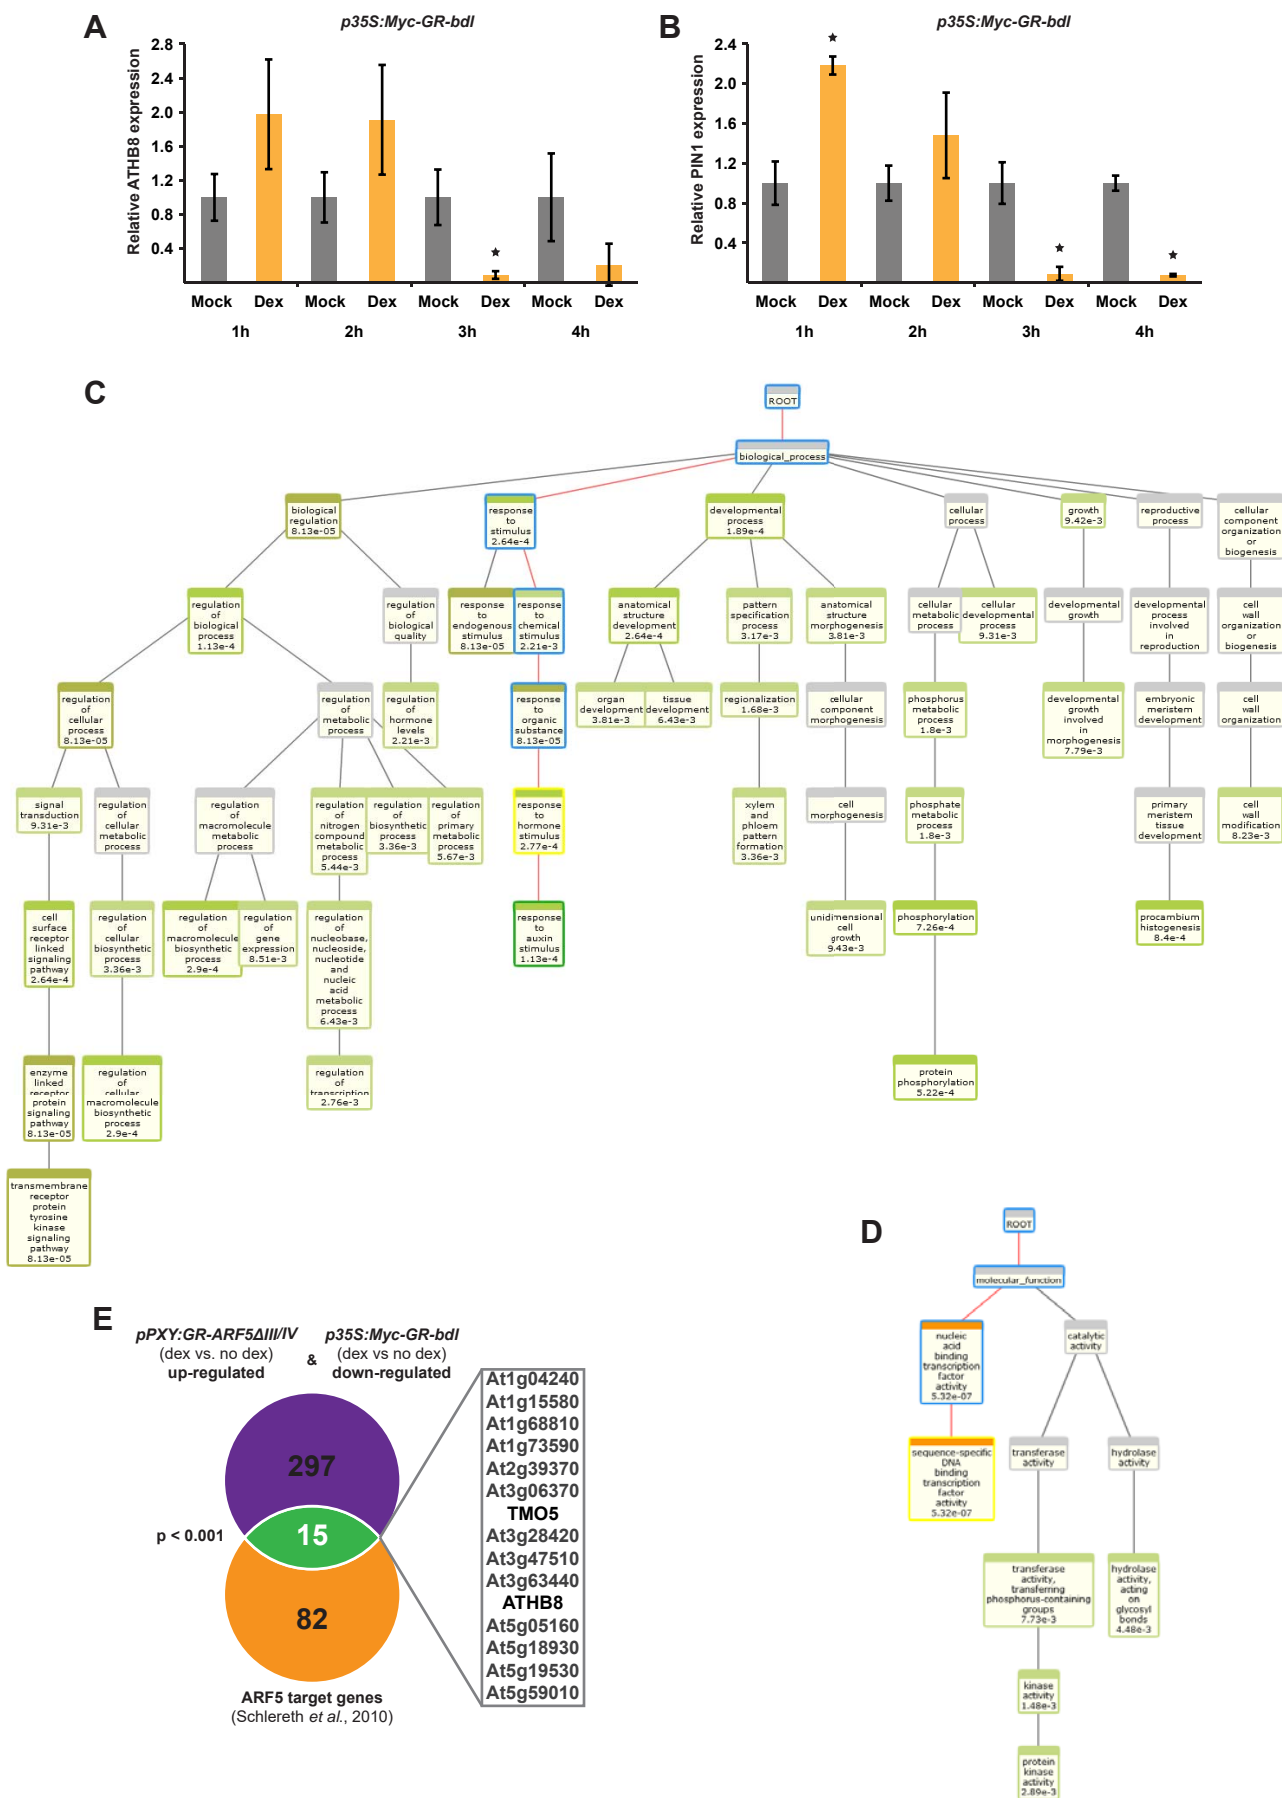 A
p35S:Myc-GR-bdl
Relative ATHB8 expression
2.8
2.4
2.0
1.6
1.2
0.8
0.4
Mock Dex Mock Dex Mock Dex Mock Dex
1h 2h 3h 4h
B
p35S:Myc-GR-bdl
Relative PIN1 expression
2.4
2.0
1.6
1.2
0.8
0.4
Mock Dex Mock Dex Mock Dex Mock Dex
1h 2h 3h 4h
C
ROOT
biological_process
biological
regulation
8.13e-05
response
to
stimulus
2.64e-4
developmental
process
1.89e-4
cellular
process
growth
9.42e-3
reproductive
process
cellular
component
organization
or
biogenesis
regulation
of
biological
process
1.13e-4
regulation
of
biological
quality
response
to
endogenous
stimulus
8.13e-05
response
to
chemical
stimulus
2.21e-3
anatomical
structure
development
2.64e-4
pattern
specification
process
3.17e-3
anatomical
structure
morphogenesis
3.81e-3
cellular
metabolic
process
cellular
developmental
process
9.31e-3
developmental
growth
developmental
process
involved
in
reproduction
cell
wall
organization
or
biogenesis
regulation
of
cellular
process
8.13e-05
regulation
of
metabolic
process
regulation
of
hormone
levels
2.21e-3
response
to
organic
substance
8.13e-05
organ
development
3.81e-3
tissue
development
6.43e-3
regionalization
1.68e-3
cellular
component
morphogenesis
phosphorus
metabolic
process
1.8e-3
developmental
growth
involved
in
morphogenesis
7.79e-3
embryonic
meristem
development
cell
wall
organization
signal
transduction
9.31e-3
regulation
of
cellular
metabolic
process
regulation
of
macromolecule
metabolic
process
regulation
of
nitrogen
compound
metabolic
process
5.44e-3
regulation
of
biosynthetic
process
3.36e-3
regulation
of
primary
metabolic
process
5.67e-3
response
to
hormone
stimulus
2.77e-4
xylem
and
phloem
pattern
formation
3.36e-3
cell
morphogenesis
phosphate
metabolic
process
1.8e-3
primary
meristem
tissue
development
cell
wall
modification
8.23e-3
cell
surface
receptor
linked
signaling
pathway
2.64e-4
regulation
of
cellular
biosynthetic
process
3.36e-3
regulation
of
macromolecule
biosynthetic
process
2.9e-4
regulation
of
gene
expression
8.51e-3
regulation
of
nucleobase,
nucleoside,
nucleotide
and
nucleic
acid
metabolic
process
6.43e-3
response
to
auxin
stimulus
1.13e-4
unidimensional
cell
growth
9.43e-3
phosphorylation
7.26e-4
procambium
histogenesis
8.4e-4
enzyme
linked
receptor
protein
signaling
pathway
8.13e-05
regulation
of
cellular
macromolecule
biosynthetic
process
2.9e-4
regulation
of
transcription
2.76e-3
protein
phosphorylation
5.22e-4
transmembrane
receptor
protein
tyrosine
kinase
signaling
pathway
8.13e-05
D
ROOT
molecular_function
nucleic
acid
binding
transcription
factor
activity
5.32e-07
catalytic
activity
sequence-specific
DNA
binding
transcription
factor
activity
5.32e-07
transferase
activity
hydrolase
activity
transferase
activity,
transferring
phosphorus-containing
groups
7.73e-3
hydrolase
activity,
acting
on
glycosyl
bonds
4.48e-3
kinase
activity
1.48e-3
protein
kinase
activity
2.89e-3
E
pPXY:GR-ARF5ΔIII/IV p35S:Myc-GR-bdl
(dex vs. no dex) & (dex vs no dex)
up-regulated down-regulated
297
p < 0.001
15
82
ARF5 target genes
(Schlereth et al., 2010)
At1g04240
At1g15580
At1g68810
At1g73590
At2g39370
At3g06370
TMO5
At3g28420
At3g47510
At3g63440
ATHB8
At5g05160
At5g18930
At5g19530
At5g59010